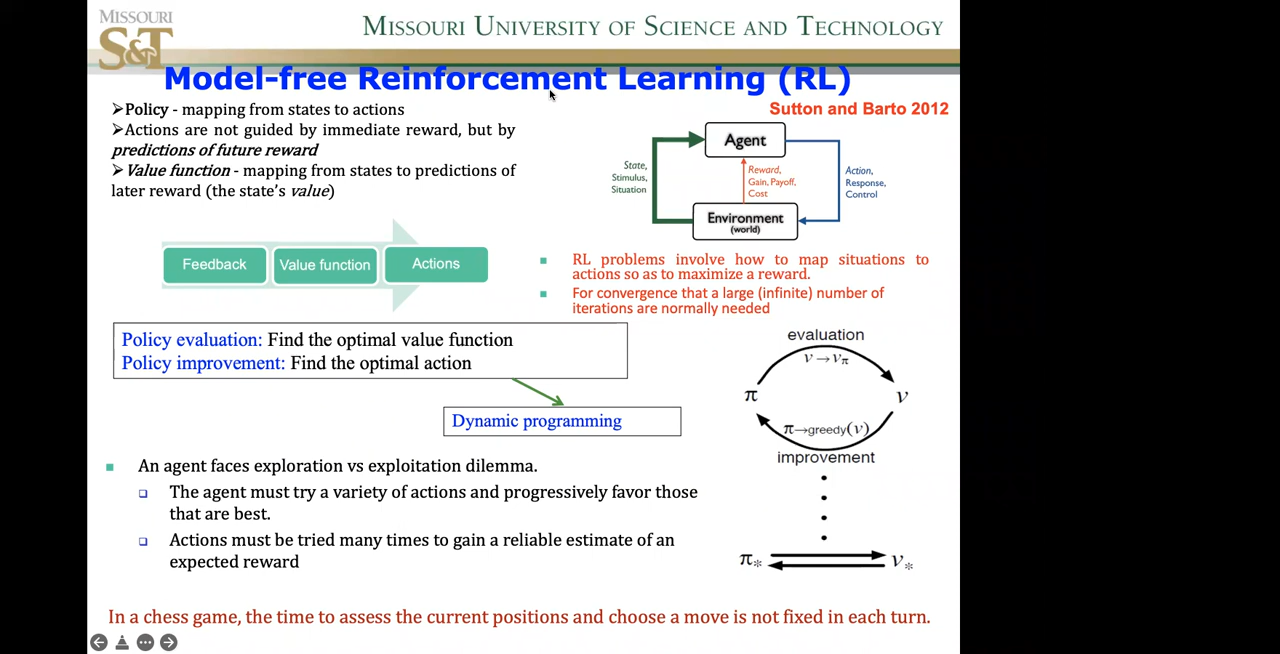 MISSOURI
S&T
MISSOURI UNIVERSITY OF SCIENCE AND TECHNOLOGY
Model-free Reinforcement Learning (RL)
➢Policy - mapping from states to actions
➢Actions are not guided by immediate reward, but by
predictions of future reward
➢ Value function - mapping from states to predictions of
later reward (the state's value)
Sutton and Barto 2012
Agent
State,
Stimulus,
Situation
Reward,
Gain, Payoff,
Cost
Action,
Response,
Control
Environment
(world)
Feedback
Value function
Actions
RL problems involve how to map situations to
actions so as to maximize a reward.
For convergence that a large (infinite) number of
iterations are normally needed
Policy evaluation: Find the optimal value function
Policy improvement: Find the optimal action
Dynamic programming
evaluation
v→vπ
π
v
π→greedy(v)
improvement
π*
v*
An agent faces exploration vs exploitation dilemma.
The agent must try a variety of actions and progressively favor those
that are best.
Actions must be tried many times to gain a reliable estimate of an
expected reward
In a chess game, the time to assess the current positions and choose a move is not fixed in each turn.